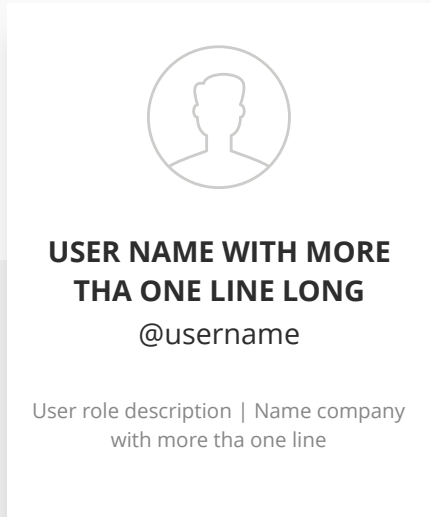 USER NAME WITH MORE
THA ONE LINE LONG
@username
User role description | Name company
with more tha one line